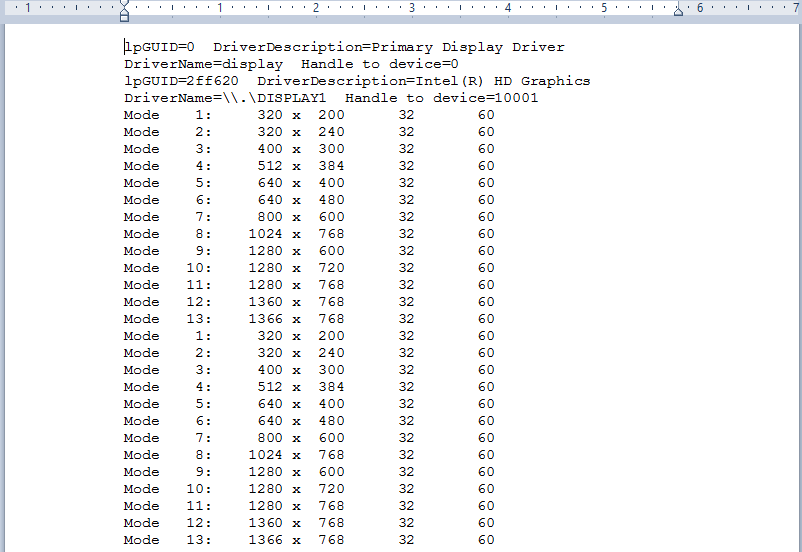 1 1 2 3 4 5 6 7
lpGUID=0 DriverDescription=Primary Display Driver
DriverName=display Handle to device=0
lpGUID=2ff620 DriverDescription=Intel(R) HD Graphics
DriverName=\\.\DISPLAY1 Handle to device=10001
Mode 1: 320 x 200 32 60
Mode 2: 320 x 240 32 60
Mode 3: 400 x 300 32 60
Mode 4: 512 x 384 32 60
Mode 5: 640 x 400 32 60
Mode 6: 640 x 480 32 60
Mode 7: 800 x 600 32 60
Mode 8: 1024 x 768 32 60
Mode 9: 1280 x 600 32 60
Mode 10: 1280 x 720 32 60
Mode 11: 1280 x 768 32 60
Mode 12: 1360 x 768 32 60
Mode 13: 1366 x 768 32 60
Mode 1: 320 x 200 32 60
Mode 2: 320 x 240 32 60
Mode 3: 400 x 300 32 60
Mode 4: 512 x 384 32 60
Mode 5: 640 x 400 32 60
Mode 6: 640 x 480 32 60
Mode 7: 800 x 600 32 60
Mode 8: 1024 x 768 32 60
Mode 9: 1280 x 600 32 60
Mode 10: 1280 x 720 32 60
Mode 11: 1280 x 768 32 60
Mode 12: 1360 x 768 32 60
Mode 13: 1366 x 768 32 60